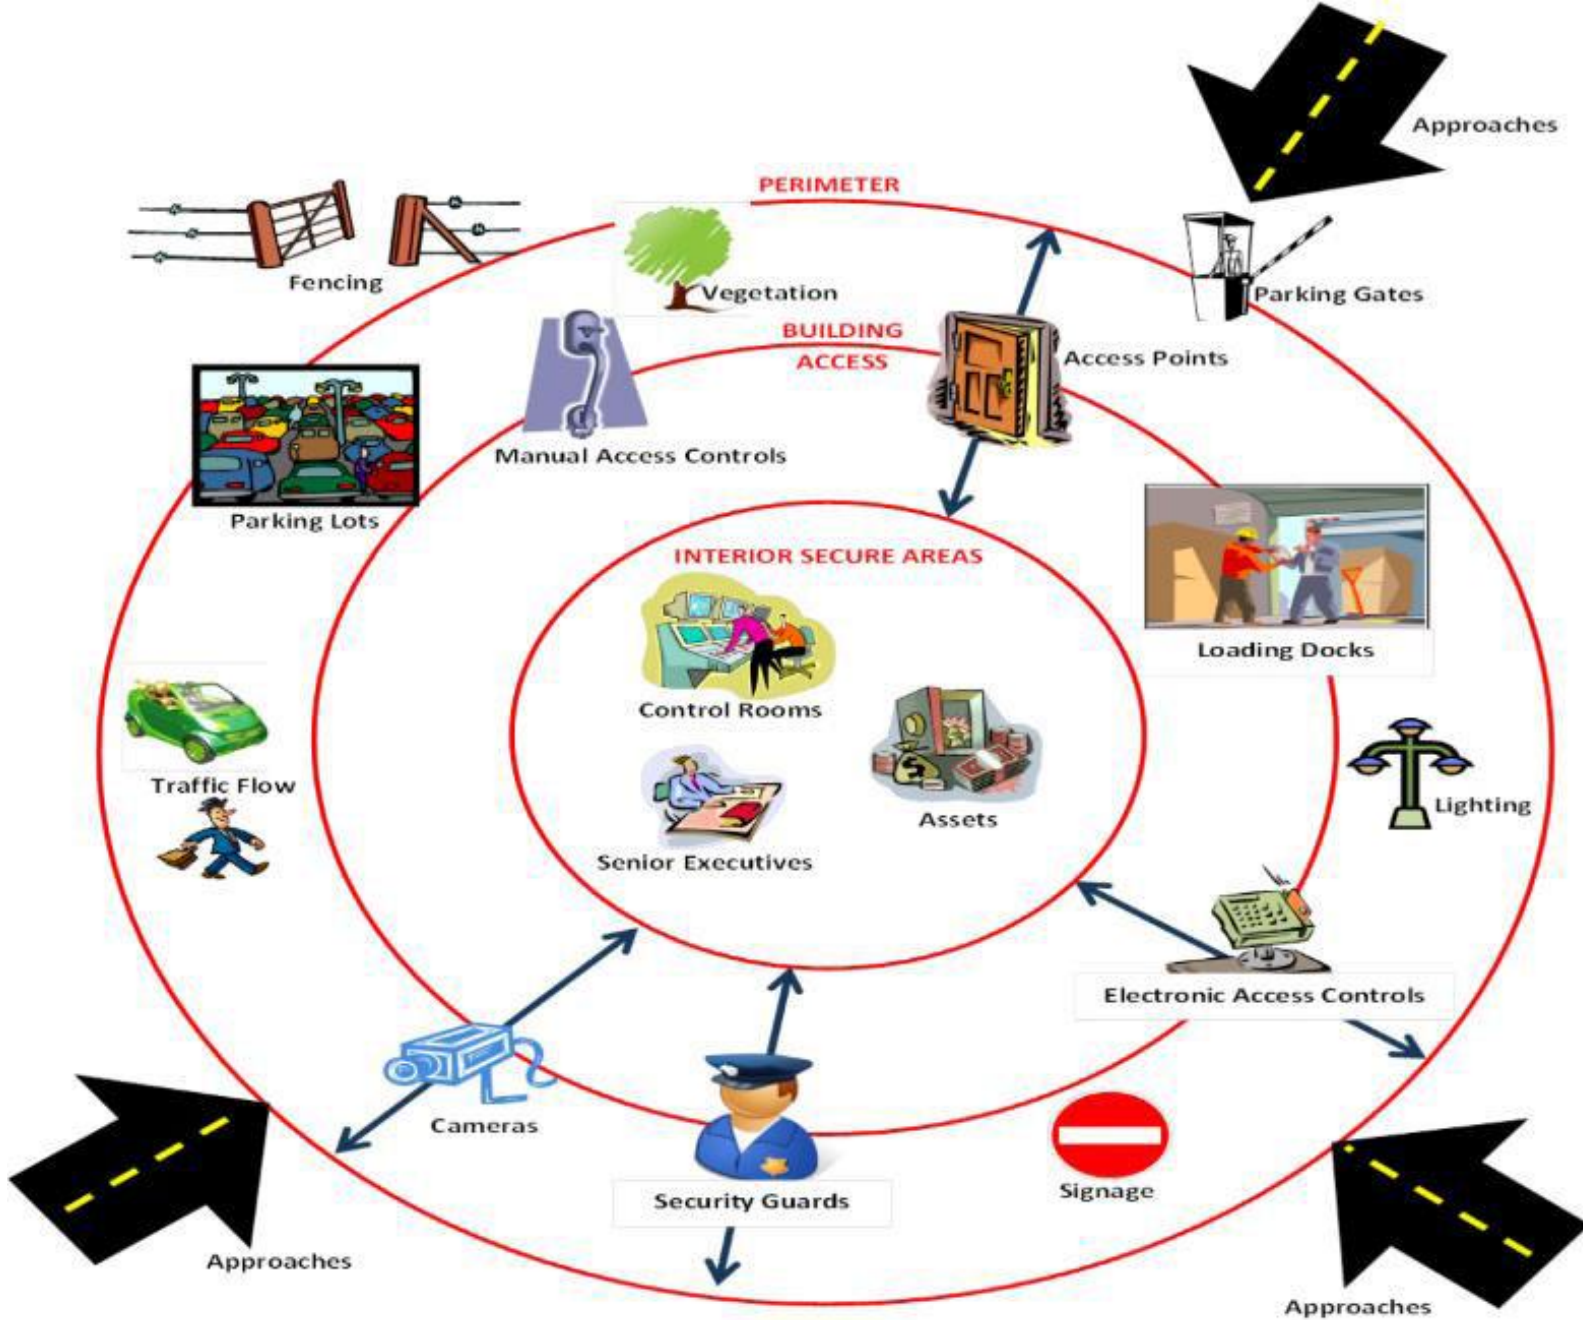 Approaches
PERIMETER
Fencing
Vegetation
Parking Gates
BUILDING
ACCESS
Access Points
Manual Access Controls
Parking Lots
INTERIOR SECURE AREAS
Loading Docks
Control Rooms
Traffic Flow
Lighting
Assets
Senior Executives
Electronic Access Controls
Cameras
Signage
Security Guards
Approaches
Approaches